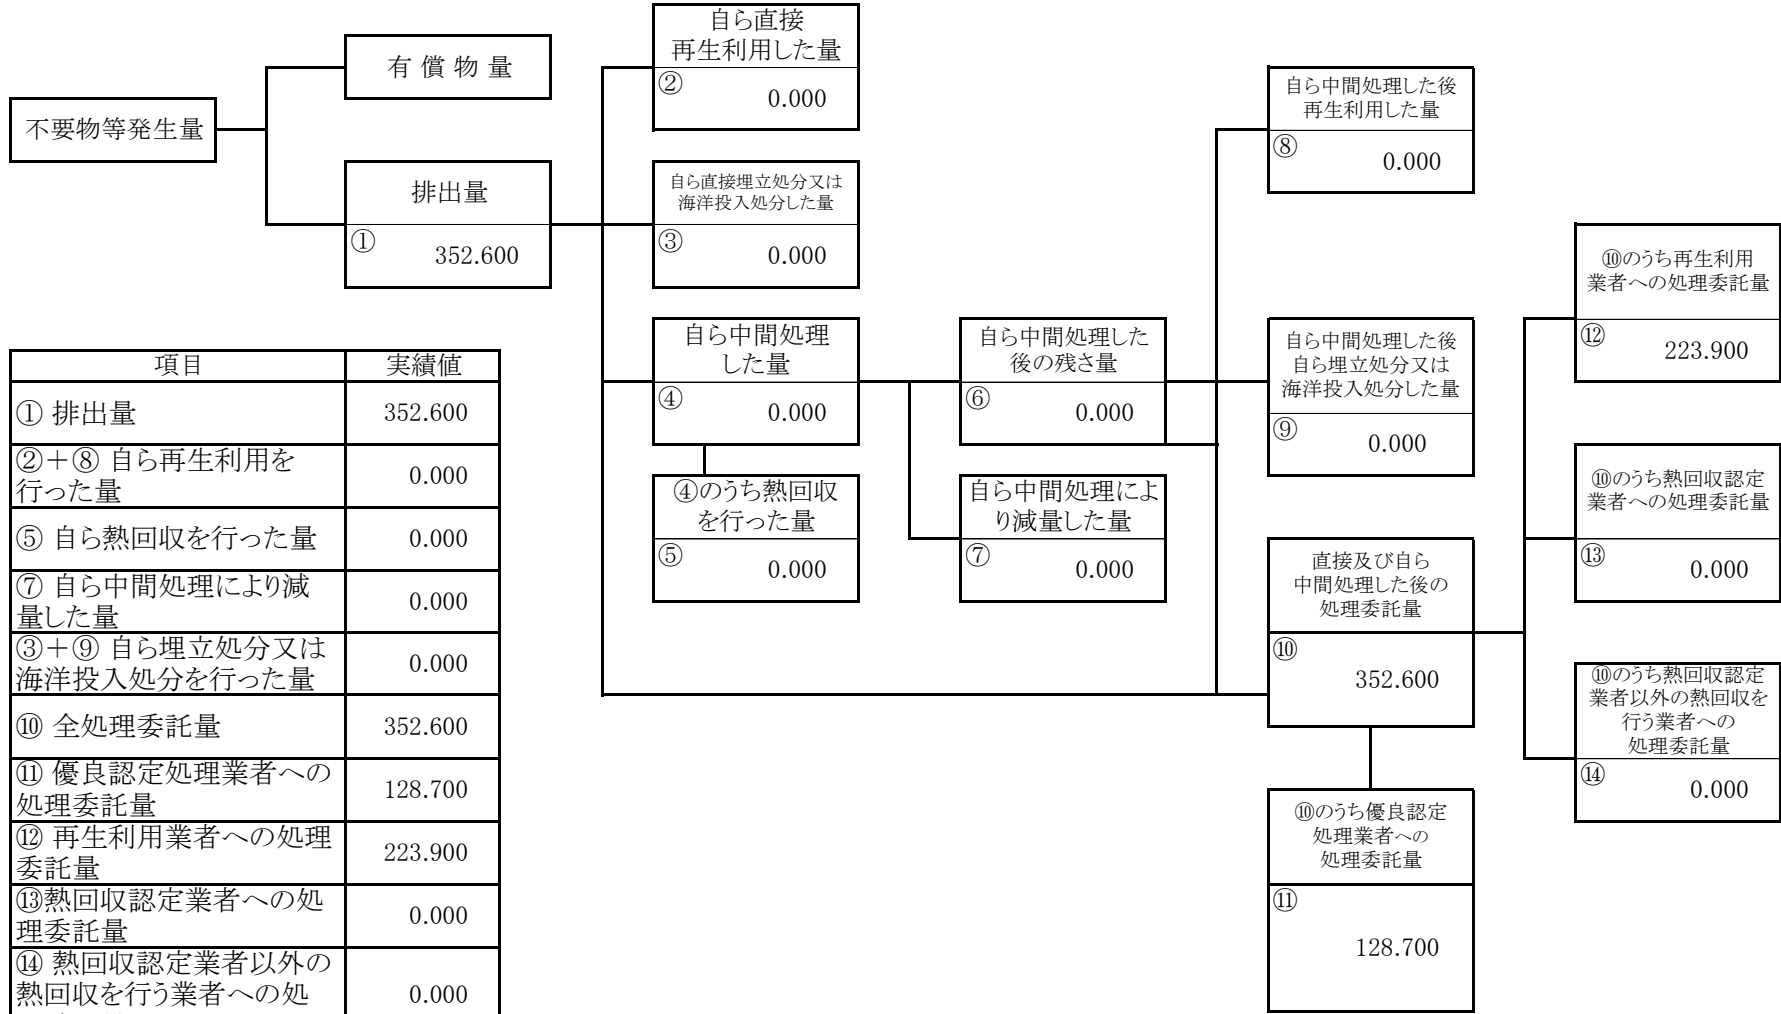 不要物等発生量
有 償 物 量
排出量
①
352.600
自ら直接
再生利用した量
②
0.000
自ら直接埋立処分又は
海洋投入処分した量
③
0.000
自ら中間処理
した量
④
0.000
④のうち熱回収
を行った量
⑤
0.000
自ら中間処理した
後の残さ量
⑥
0.000
自ら中間処理によ
り減量した量
⑦
0.000
自ら中間処理した後
再生利用した量
⑧
0.000
自ら中間処理した後
自ら埋立処分又は
海洋投入処分した量
⑨
0.000
直接及び自ら
中間処理した後の
処理委託量
⑩
352.600
⑩のうち優良認定
処理業者への
処理委託量
⑪
128.700
⑩のうち再生利用
業者への処理委託量
⑫
223.900
⑩のうち熱回収認定
業者への処理委託量
⑬
0.000
⑩のうち熱回収認定
業者以外の熱回収を
行う業者への
処理委託量
⑭
0.000
項目 実績値
① 排出量 352.600
②＋⑧ 自ら再生利用を
行った量 0.000
⑤ 自ら熱回収を行った量 0.000
⑦ 自ら中間処理により減
量した量 0.000
③＋⑨ 自ら埋立処分又は
海洋投入処分を行った量 0.000
⑩ 全処理委託量 352.600
⑪ 優良認定処理業者への
処理委託量 128.700
⑫ 再生利用業者への処理
委託量 223.900
⑬熱回収認定業者への処
理委託量 0.000
⑭ 熱回収認定業者以外の
熱回収を行う業者への処 0.000